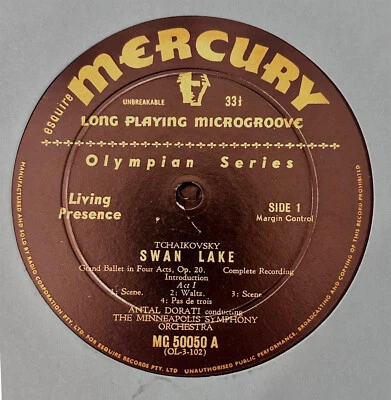 esquire
MERCURY
UNBREAKABLE 33⅓
LONG PLAYING MICROGROOVE
Olympian Series
Living
Presence
SIDE 1
Margin Control
TCHAIKOVSKY
SWAN LAKE
Grand Ballet in Four Acts, Op. 20. Complete Recording
Introduction
Act I
1: Scene. 2: Waltz. 3: Scene
4: Pas de trois
ANTAL DORATI conducting
THE MINNEAPOLIS SYMPHONY
ORCHESTRA
MG 50050 A
(OL-3-102)
MANUFACTURED AND SOLD BY RADIO CORPORATION PTY. LTD. FOR ESQUIRE RECORDS PTY LTD UNAUTHORISED PUBLIC PERFORMANCE, BROADCASTING AND COPYING OF THIS RECORD PROHIBITED